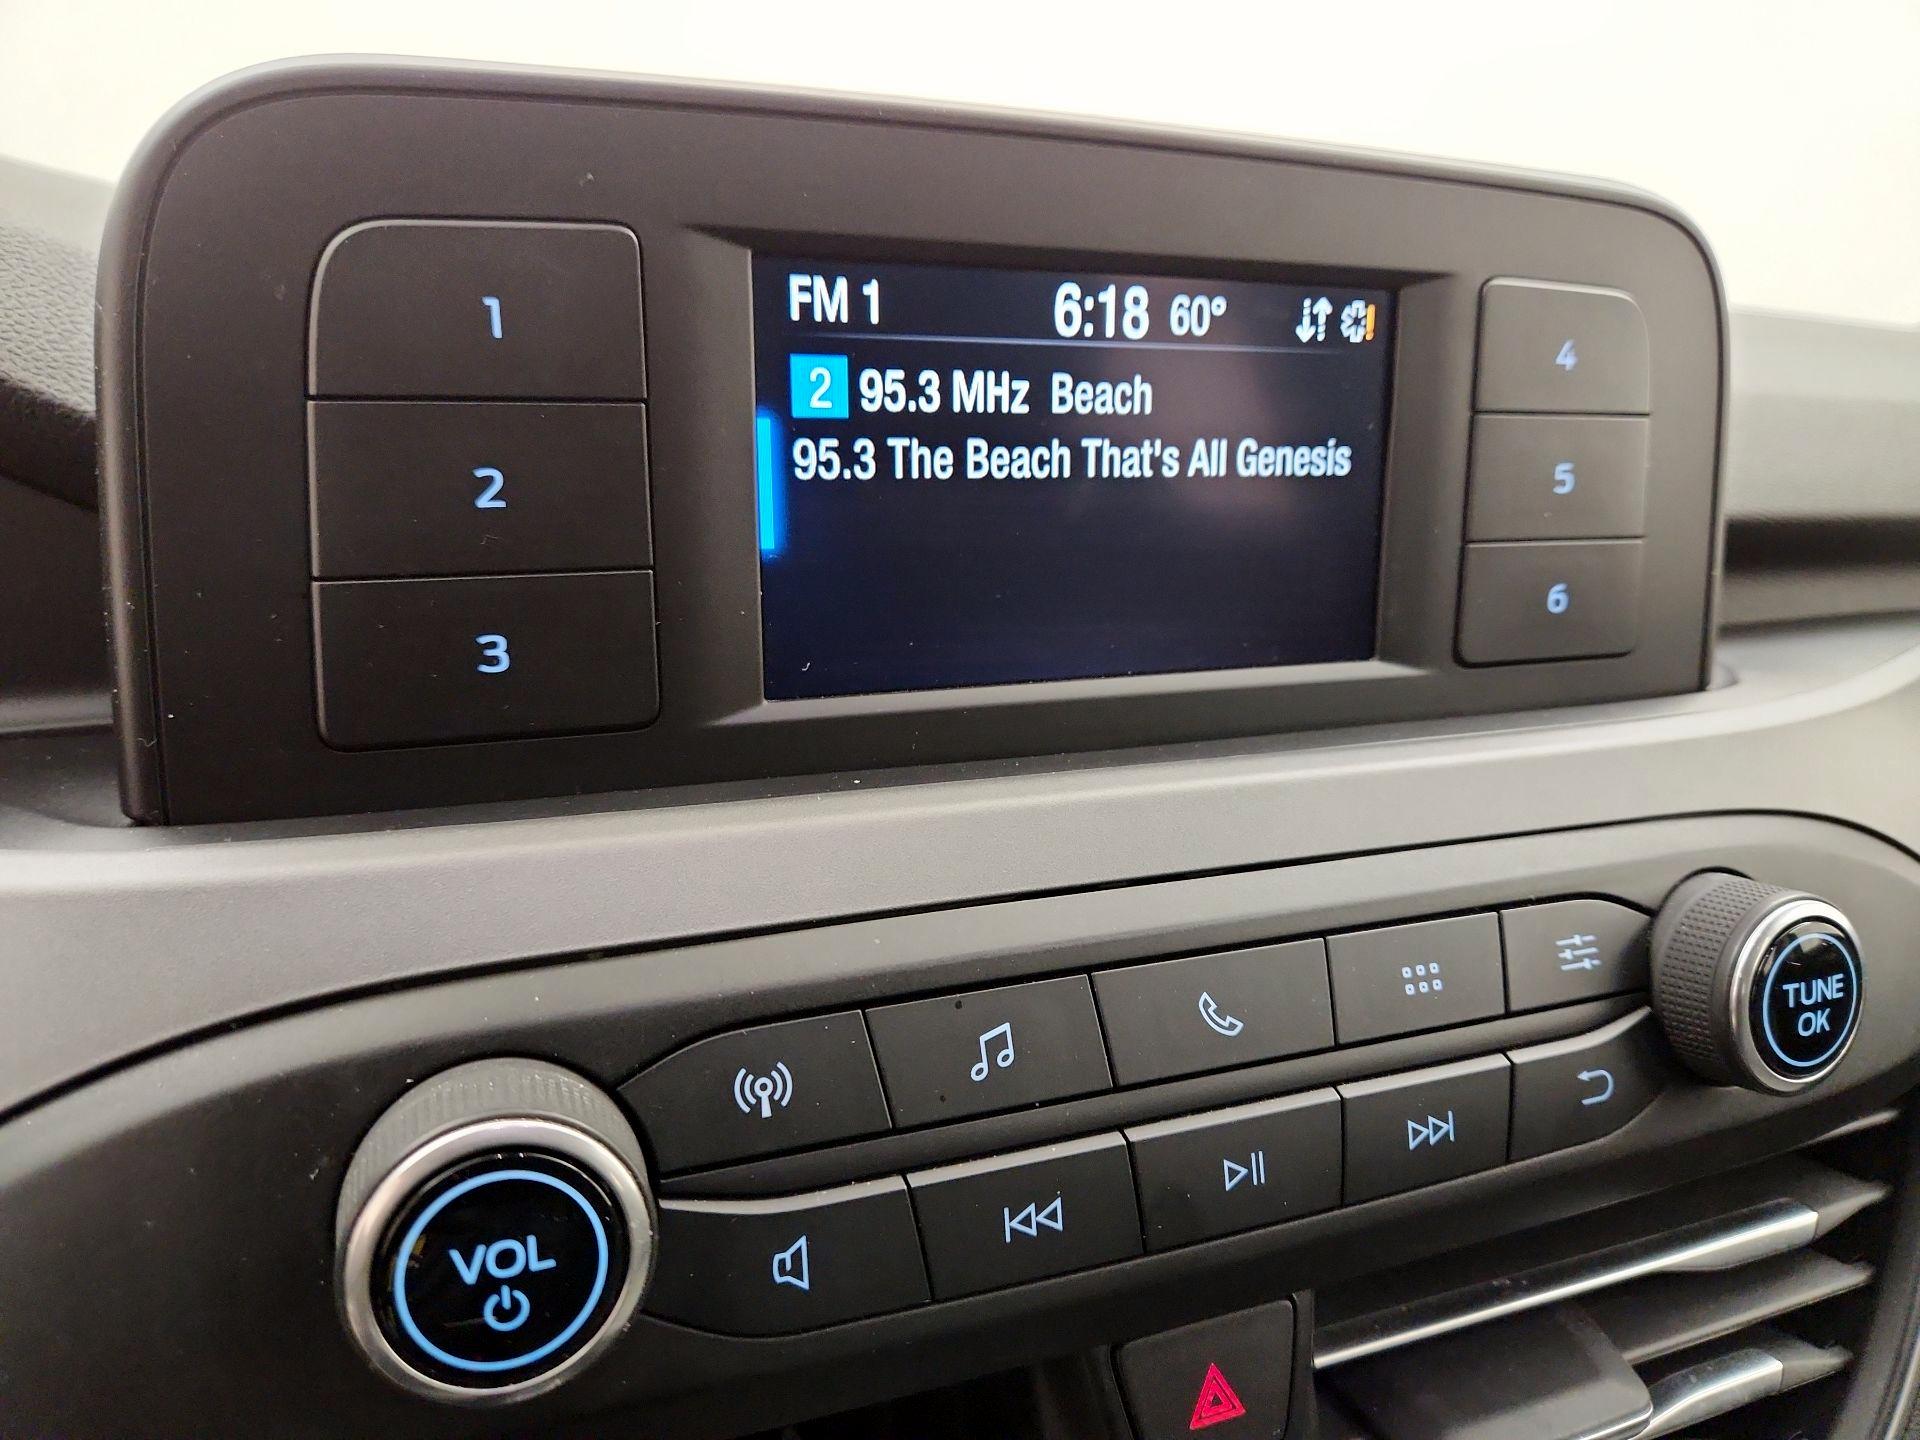 1
2
3
FM 1 6:18 60°
2 95.3 MHz Beach
95.3 The Beach That's All Genesis
4
5
6
TUNE
OK
VOL